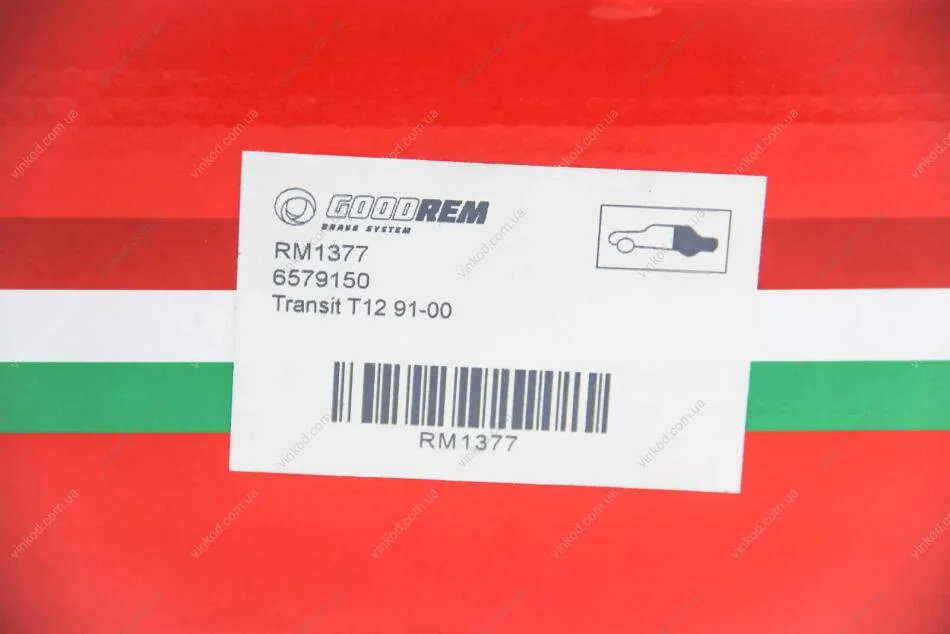 GOODREM
BRAKE SYSTEM
RM1377
6579150
Transit T12 91-00
RM1377
vinkod.com.ua